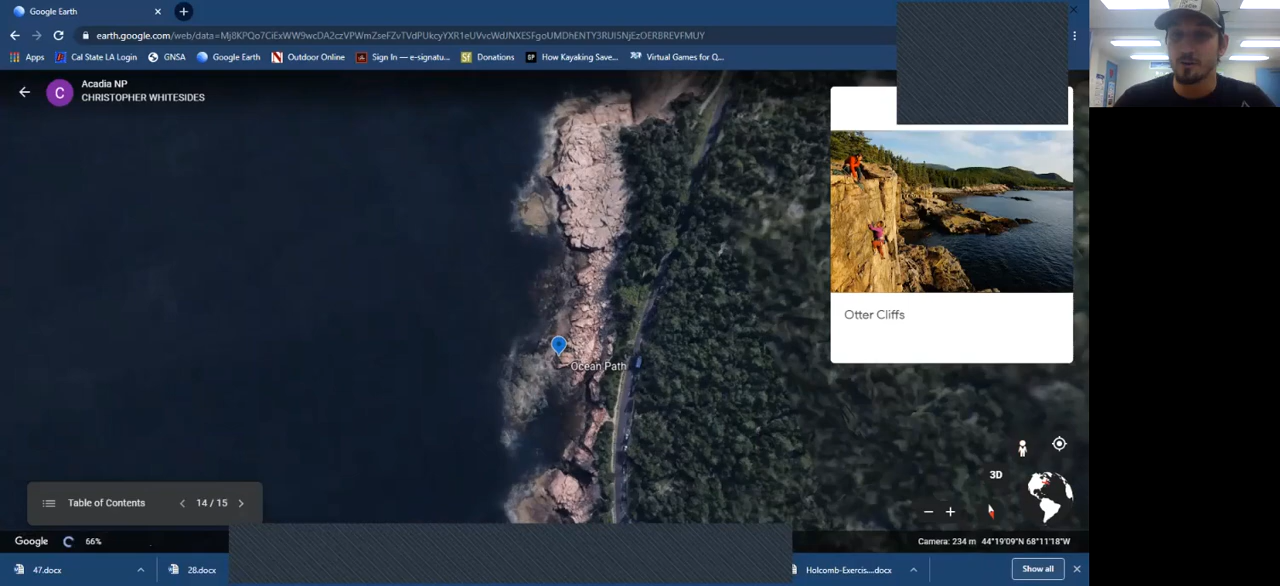 Google Earth
earth.google.com/web/data=
Apps Cal State LA Login GNSA Google Earth Outdoor Online Sign In — e-signatu... Donations How Kayaking Save... Virtual Games for Q...
Acadia NP
C
CHRISTOPHER WHITESIDES
Otter Cliffs
Ocean Path
3D
Table of Contents 14 / 15
Google 66%
Camera: 234 m 44°19'09"N 68°11'18"W
47.docx 28.docx Holcomb-Exercis....docx Show all